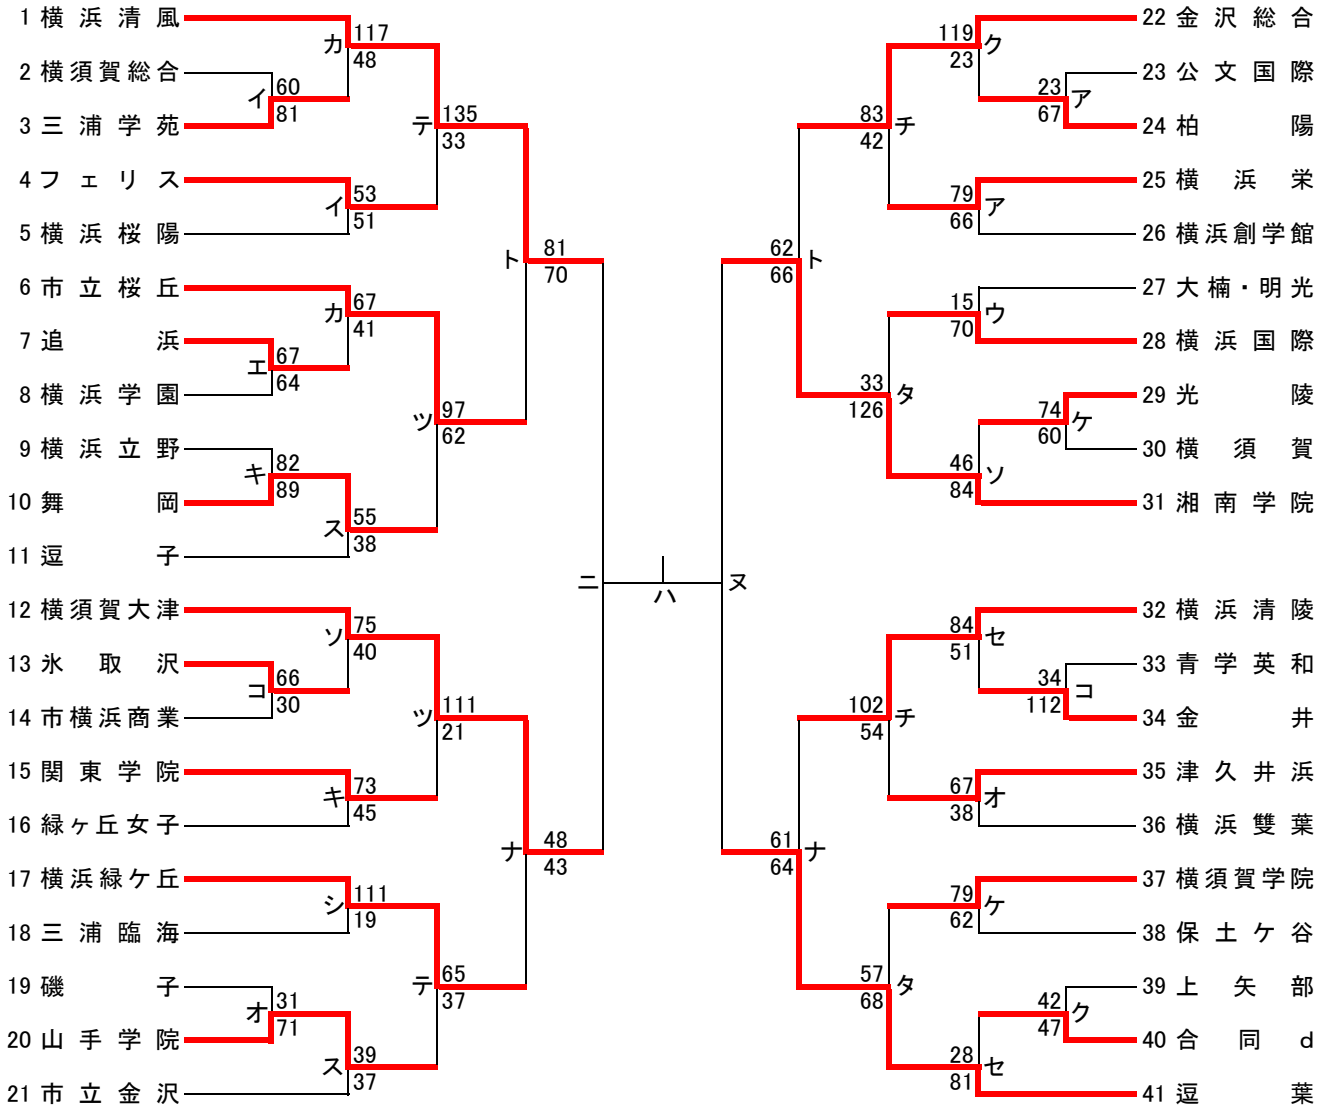 1 横浜清風
2 横須賀総合
3 三浦学苑
4 フェリス
5 横浜桜陽
6 市立桜丘
7 追浜
8 横浜学園
9 横浜立野
10 舞岡
11 逗子
12 横須賀大津
13 氷取沢
14 市横浜商業
15 関東学院
16 緑ヶ丘女子
17 横浜緑ケ丘
18 三浦臨海
19 磯子
20 山手学院
21 市立金沢
イ 60
81
エ 67
64
キ 82
89
コ 66
30
オ 31
71
カ 117
48
イ 53
51
カ 67
41
ス 55
38
ソ 75
40
キ 73
45
シ 111
19
ス 39
37
テ 135
33
ツ 97
62
ツ 111
21
テ 65
37
ト 81
70
ナ 48
43
ニ
ハ
ヌ
62 ト
66
61 ナ
64
83 チ
42
33 タ
126
102 チ
54
57 タ
68
119 ク
23
79 ア
66
15 ウ
70
46 ソ
84
84 セ
51
67 オ
38
79 ケ
62
28 セ
81
23 ア
67
74 ケ
60
34 コ
112
42 ク
47
22 金沢総合
23 公文国際
24 柏陽
25 横浜栄
26 横浜創学館
27 大楠・明光
28 横浜国際
29 光陵
30 横須賀
31 湘南学院
32 横浜清陵
33 青学英和
34 金井
35 津久井浜
36 横浜雙葉
37 横須賀学院
38 保土ケ谷
39 上矢部
40 合同d
41 逗葉